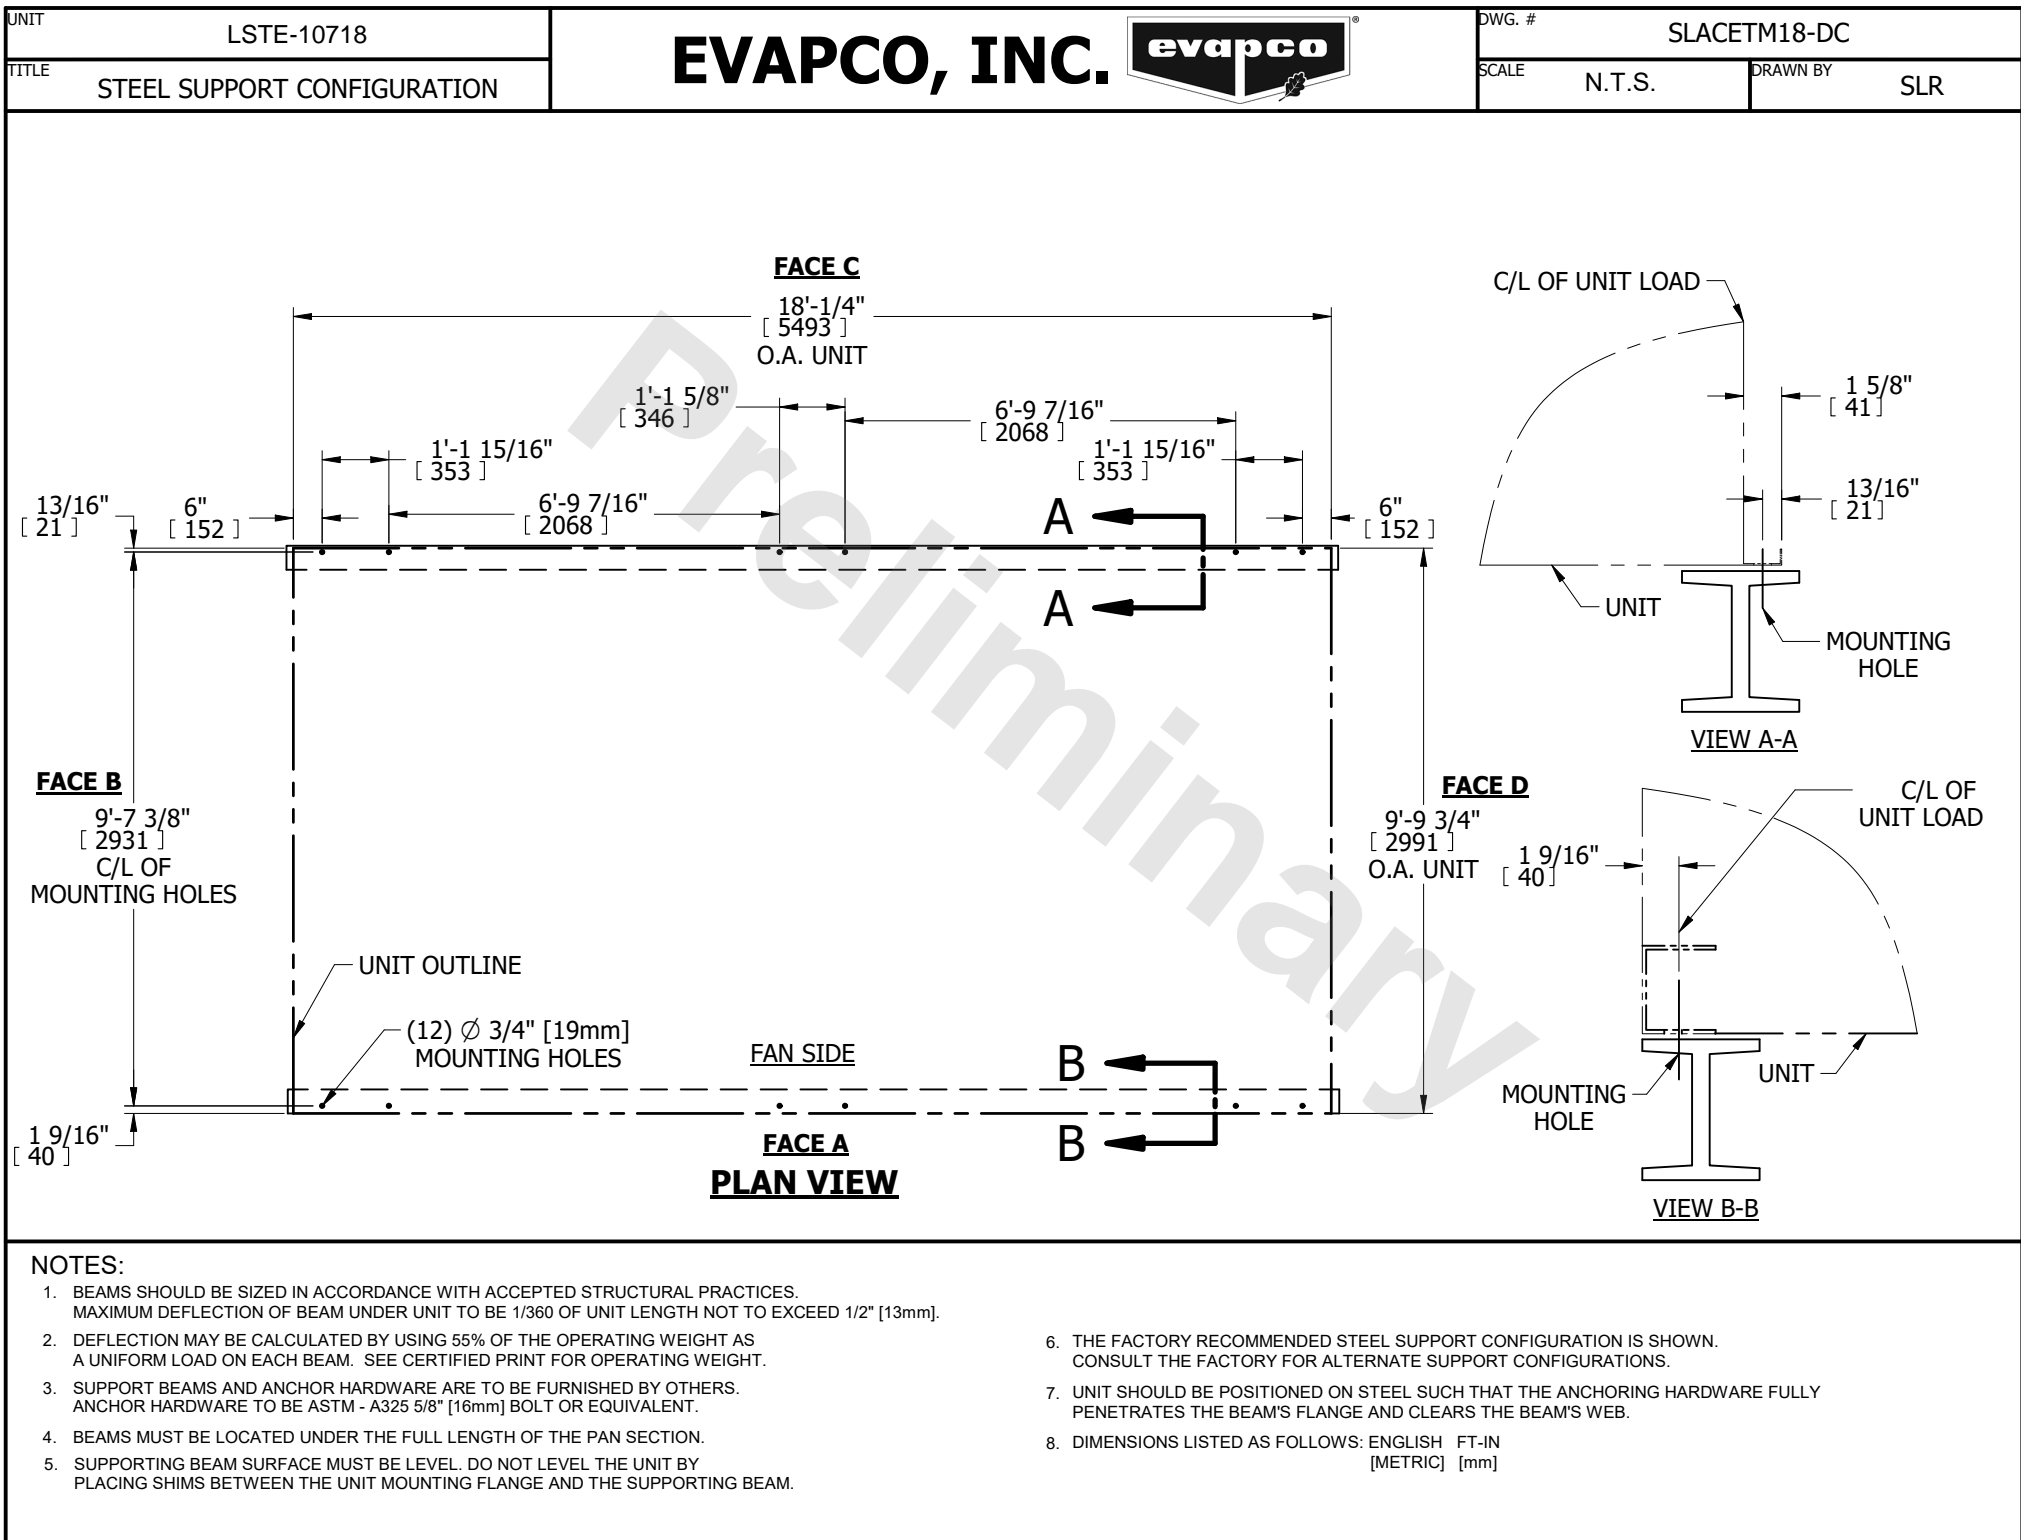 UNIT
LSTE-10718
TITLE
STEEL SUPPORT CONFIGURATION
EVAPCO, INC.
evapco
®
DWG. #
SLACETM18-DC
SCALE
N.T.S.
DRAWN BY
SLR
FACE C
18'-1/4"
[ 5493 ]
O.A. UNIT
1'-1 5/8"
[ 346 ]
6'-9 7/16"
[ 2068 ]
1'-1 15/16"
[ 353 ]
1'-1 15/16"
[ 353 ]
13/16"
[ 21 ]
6"
[ 152 ]
6'-9 7/16"
[ 2068 ]
6"
[ 152 ]
A
A
FACE B
9'-7 3/8"
[ 2931 ]
C/L OF
MOUNTING HOLES
FACE D
9'-9 3/4"
[ 2991 ]
O.A. UNIT
UNIT OUTLINE
(12) Ø 3/4" [19mm]
MOUNTING HOLES
FAN SIDE
B
B
1 9/16"
[ 40 ]
FACE A
PLAN VIEW
Preliminary
C/L OF UNIT LOAD
1 5/8"
[ 41 ]
13/16"
[ 21 ]
UNIT
MOUNTING
HOLE
VIEW A-A
C/L OF
UNIT LOAD
1 9/16"
[ 40 ]
UNIT
MOUNTING
HOLE
VIEW B-B
NOTES:
1. BEAMS SHOULD BE SIZED IN ACCORDANCE WITH ACCEPTED STRUCTURAL PRACTICES.
MAXIMUM DEFLECTION OF BEAM UNDER UNIT TO BE 1/360 OF UNIT LENGTH NOT TO EXCEED 1/2" [13mm].
2. DEFLECTION MAY BE CALCULATED BY USING 55% OF THE OPERATING WEIGHT AS
A UNIFORM LOAD ON EACH BEAM. SEE CERTIFIED PRINT FOR OPERATING WEIGHT.
3. SUPPORT BEAMS AND ANCHOR HARDWARE ARE TO BE FURNISHED BY OTHERS.
ANCHOR HARDWARE TO BE ASTM - A325 5/8" [16mm] BOLT OR EQUIVALENT.
4. BEAMS MUST BE LOCATED UNDER THE FULL LENGTH OF THE PAN SECTION.
5. SUPPORTING BEAM SURFACE MUST BE LEVEL. DO NOT LEVEL THE UNIT BY
PLACING SHIMS BETWEEN THE UNIT MOUNTING FLANGE AND THE SUPPORTING BEAM.
6. THE FACTORY RECOMMENDED STEEL SUPPORT CONFIGURATION IS SHOWN.
CONSULT THE FACTORY FOR ALTERNATE SUPPORT CONFIGURATIONS.
7. UNIT SHOULD BE POSITIONED ON STEEL SUCH THAT THE ANCHORING HARDWARE FULLY
PENETRATES THE BEAM'S FLANGE AND CLEARS THE BEAM'S WEB.
8. DIMENSIONS LISTED AS FOLLOWS: ENGLISH FT-IN
[METRIC] [mm]